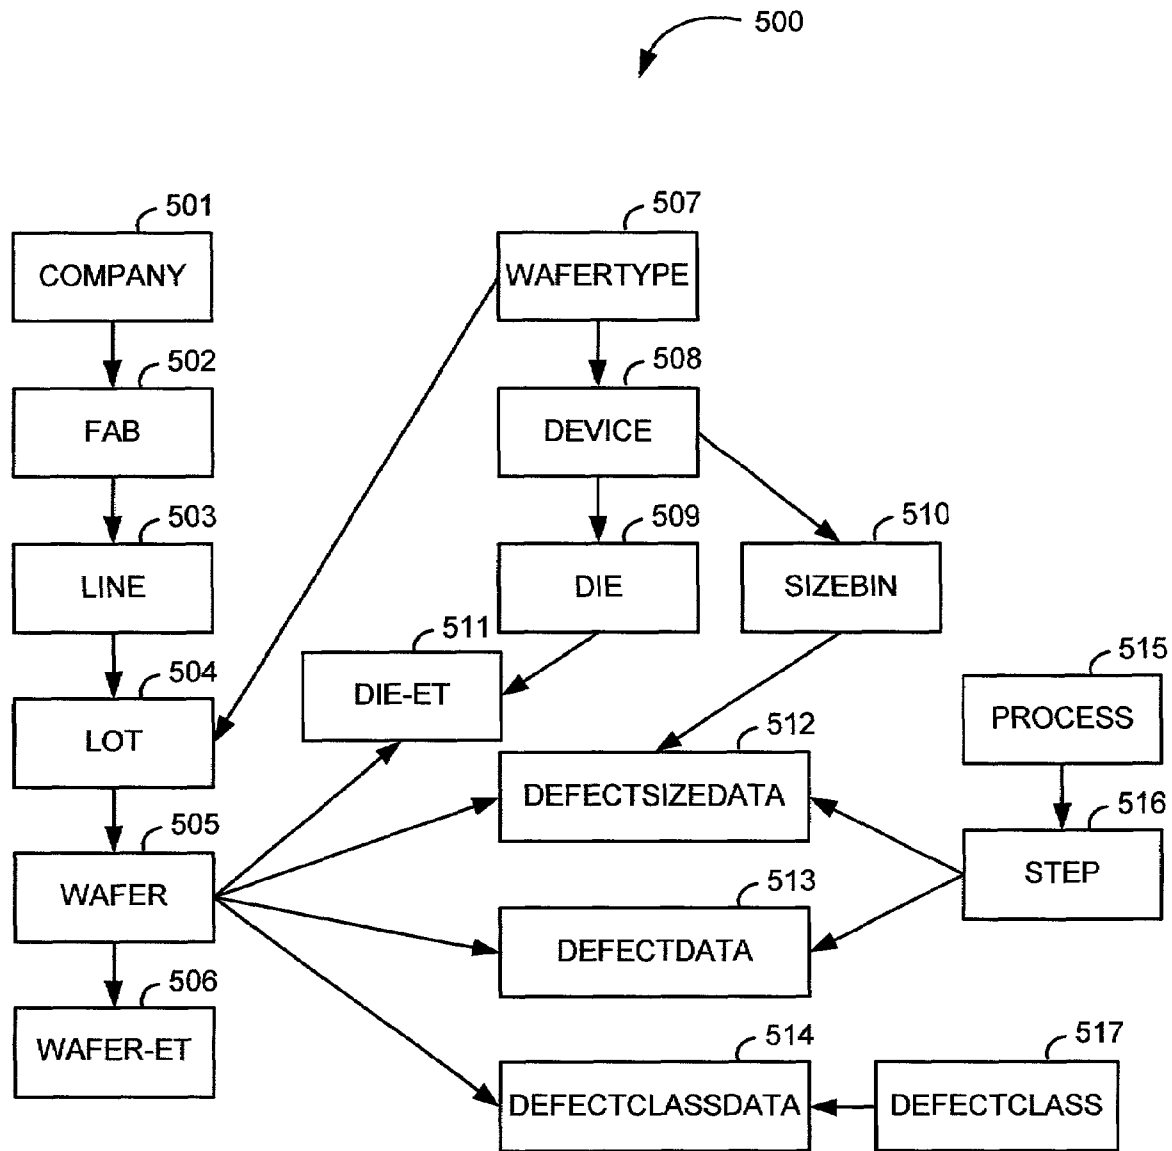 500
501
COMPANY
507
WAFERTYPE
502
FAB
508
DEVICE
503
LINE
509
DIE
510
SIZEBIN
511
DIE-ET
504
LOT
515
PROCESS
512
DEFECTSIZEDATA
505
WAFER
516
STEP
513
DEFECTDATA
506
WAFER-ET
514
DEFECTCLASSDATA
517
DEFECTCLASS